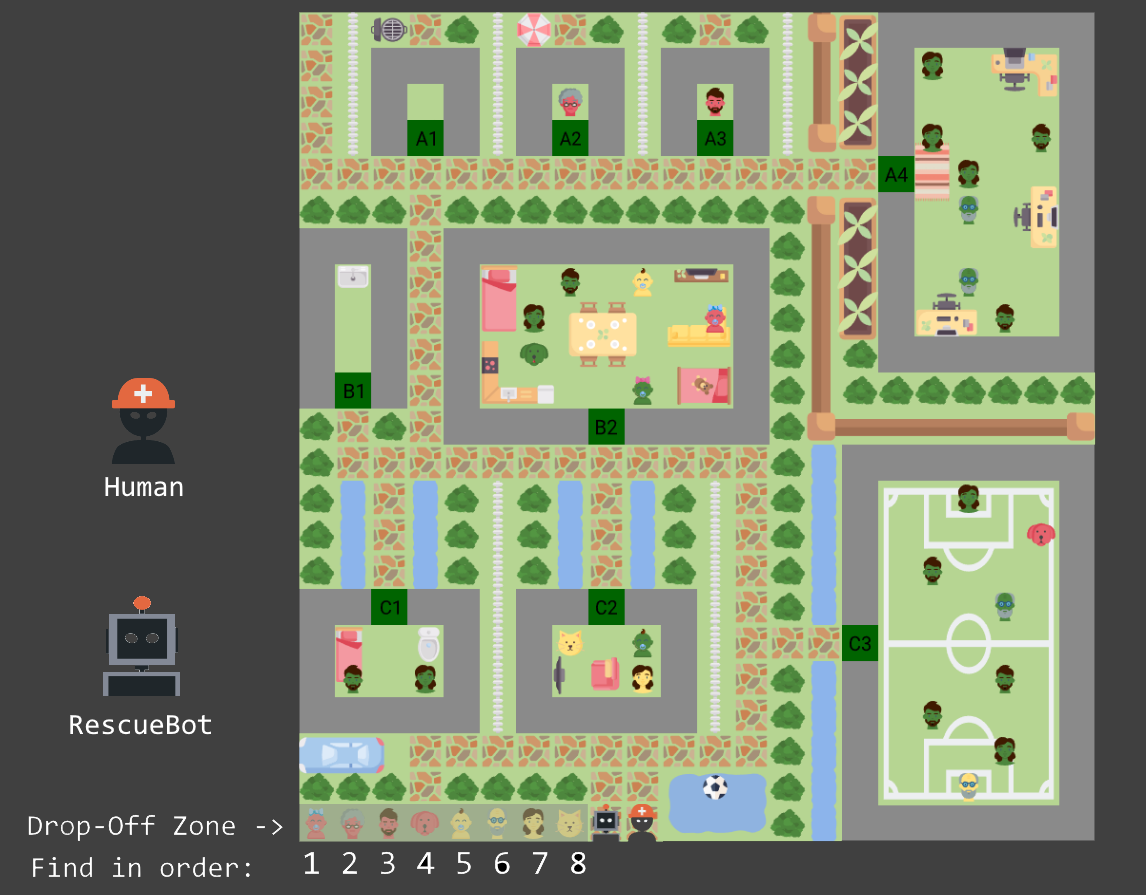 A1
A2
A3
A4
B1
B2
Human
C1
C2
C3
RescueBot
Drop-Off Zone ->
Find in order: 1 2 3 4 5 6 7 8